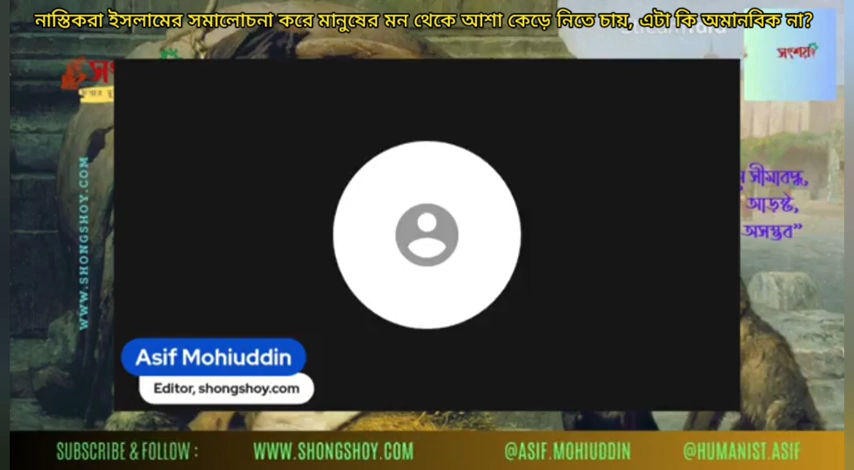 নাস্তিকরা ইসলামের সমালোচনা করে মানুষের মন থেকে আশা কেড়ে নিতে চায়, এটা কি অমানবিক না?
সংশয়
WWW.SHONGSHOY.COM
সীমাবদ্ধ,
আড়ষ্ট,
অসম্ভব”
Asif Mohiuddin
Editor, shongshoy.com
SUBSCRIBE & FOLLOW : WWW.SHONGSHOY.COM @ASIF.MOHIUDDIN @HUMANIST.ASIF